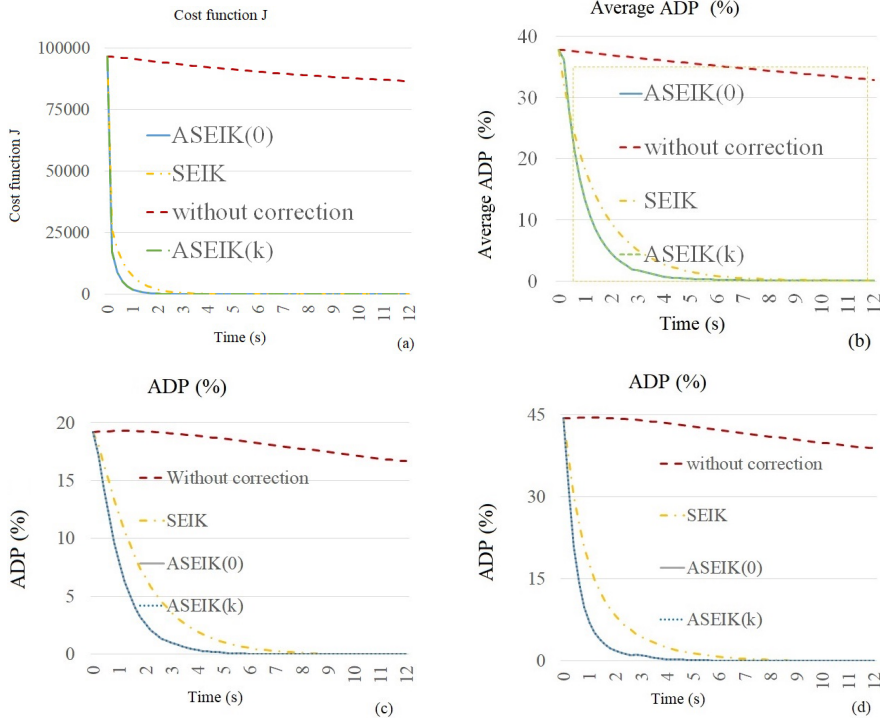 Cost function J
100000
75000
50000
25000
0
Cost function J
ASEIK(0)
SEIK
without correction
ASEIK(k)
0 1 2 3 4 5 6 7 8 9 10 11 12
Time (s)
(a)
Average ADP (%)
40
30
20
10
0
Average ADP (%)
ASEIK(0)
without correction
SEIK
ASEIK(k)
0 1 2 3 4 5 6 7 8 9 10 11 12
Time (s)
(b)
ADP (%)
20
15
10
5
0
ADP (%)
Without correction
SEIK
ASEIK(0)
ASEIK(k)
0 1 2 3 4 5 6 7 8 9 10 11 12
Time (s)
(c)
ADP (%)
45
30
15
0
ADP (%)
without correction
SEIK
ASEIK(0)
ASEIK(k)
0 1 2 3 4 5 6 7 8 9 10 11 12
Time (s)
(d)